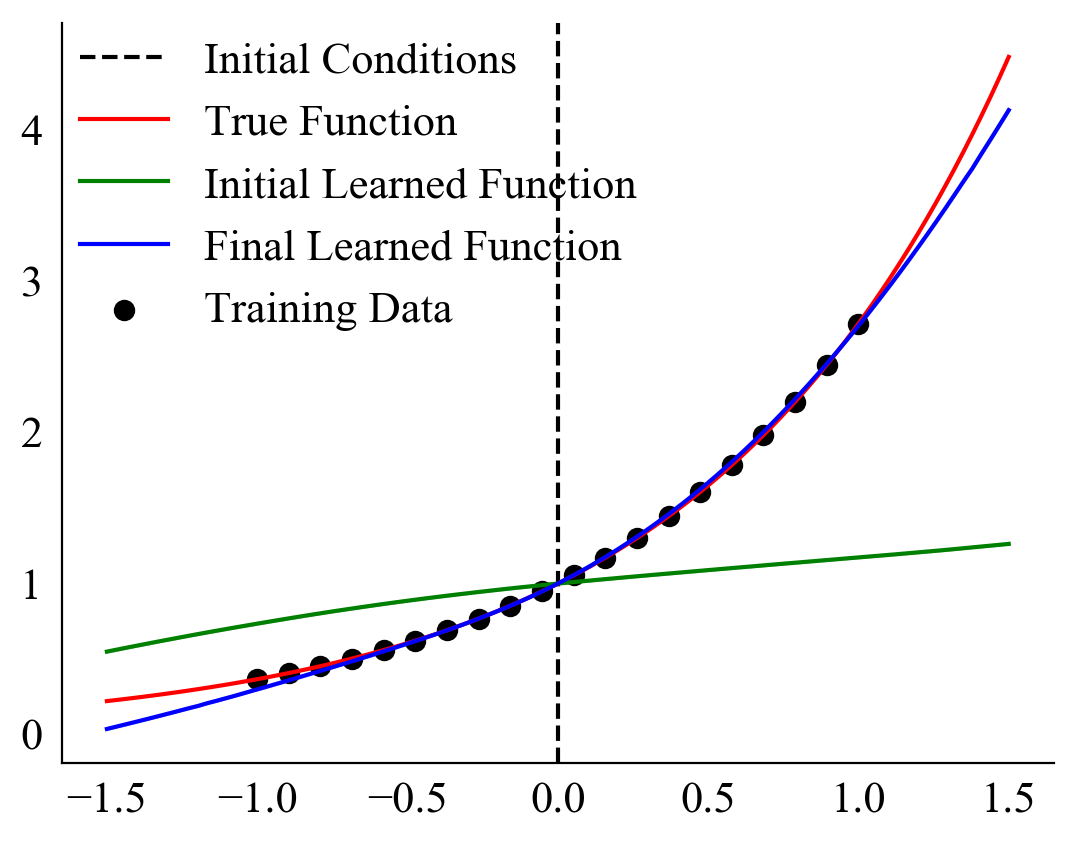 Initial Conditions
True Function
Initial Learned Function
Final Learned Function
Training Data
4
3
2
1
0
−1.5 −1.0 −0.5 0.0 0.5 1.0 1.5